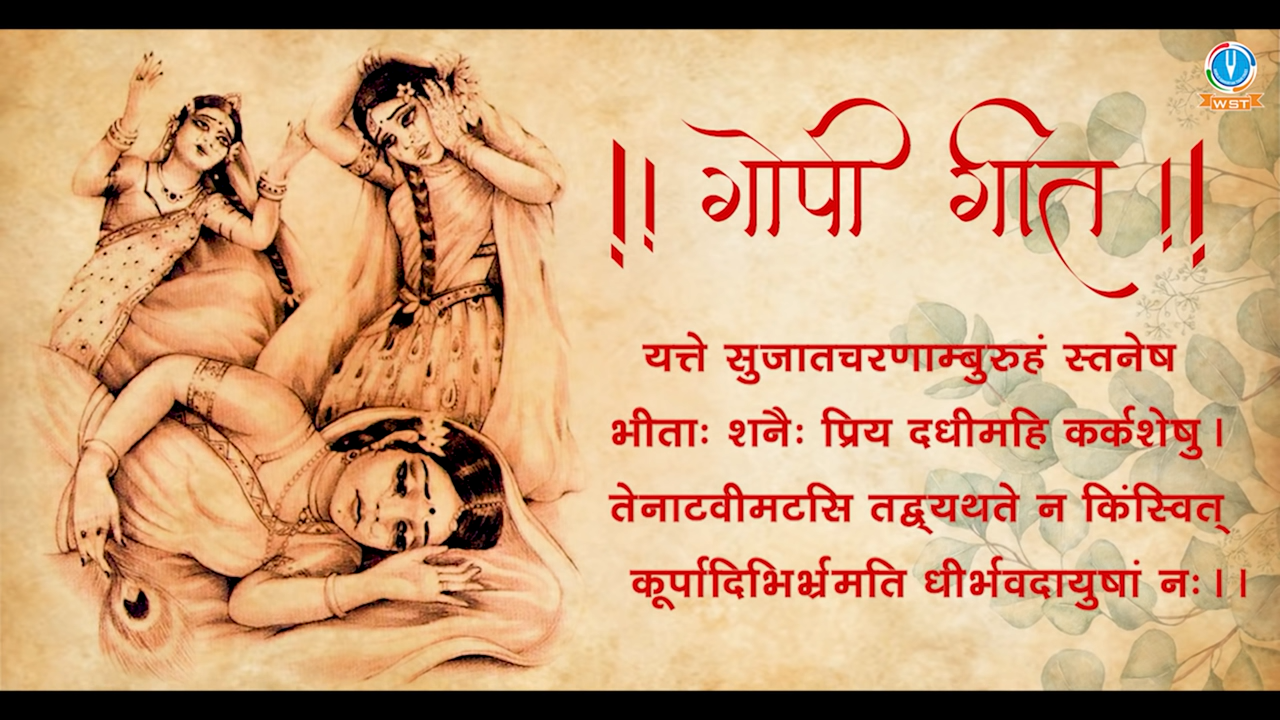 WST
|| गोपी गीत ||
यत्ते सुजातचरणाम्बुरुहं स्तनेष
भीताः शनैः प्रिय दधीमहि कर्कशेषु ।
तेनाटवीमटसि तद्व्यथते न किंस्वित्
कूर्पादिभिर्भ्रमति धीर्भवदायुषां नः । ।